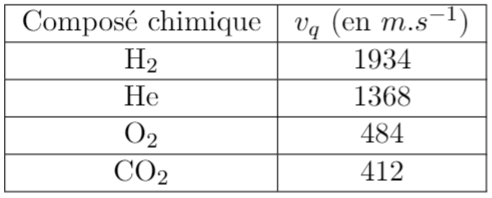 Composé chimique v_q (en m.s⁻¹)
H₂ 1934
He 1368
O₂ 484
CO₂ 412